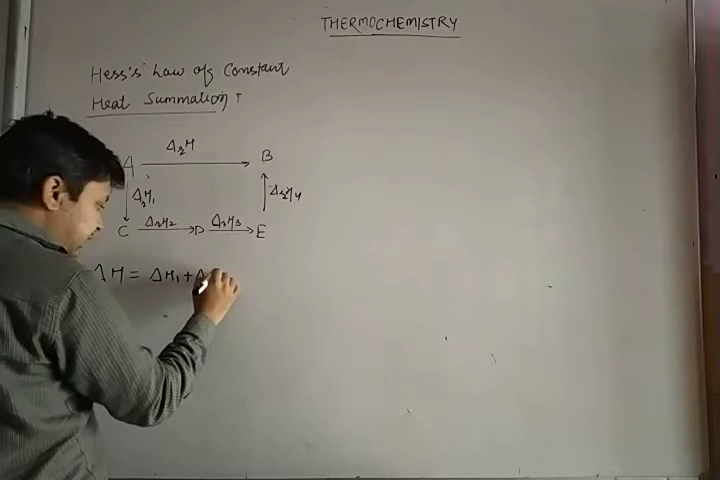 THERMOCHEMISTRY
Hess's' Law of Constant
Heat Summation :
A ΔrH B
ΔrH1 ΔrH4
C ΔrH2 D ΔrH3 E
ΔH = ΔH1 + Δ